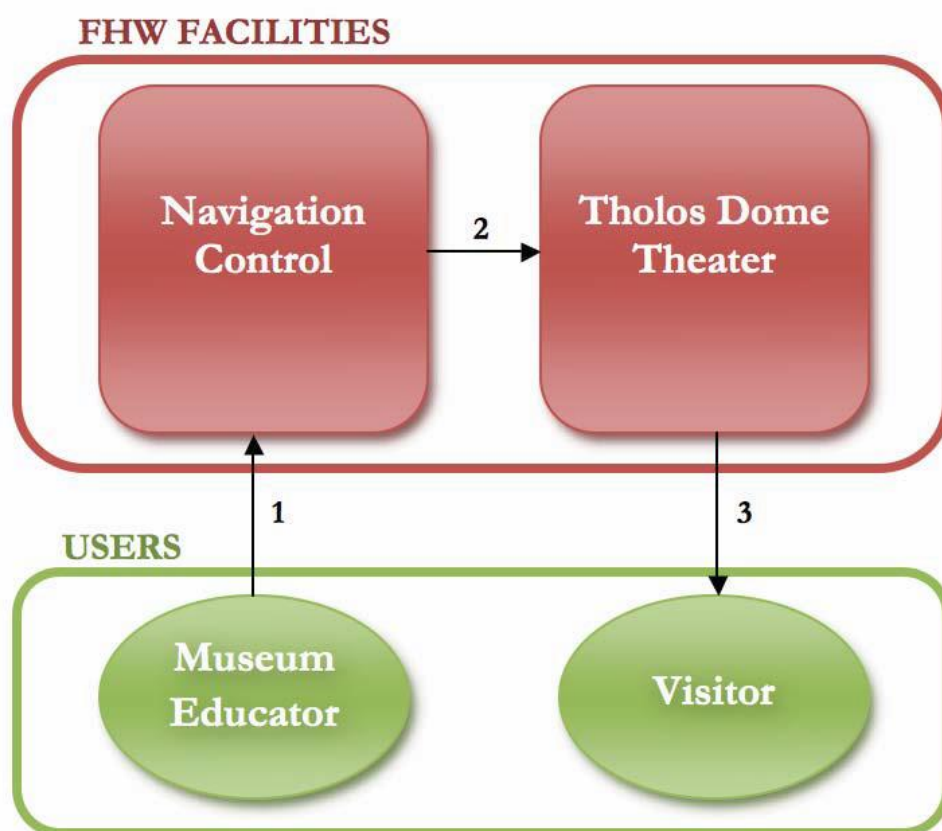 FHW FACILITIES
Navigation
Control
2
Tholos Dome
Theater
1
3
USERS
Museum
Educator
Visitor